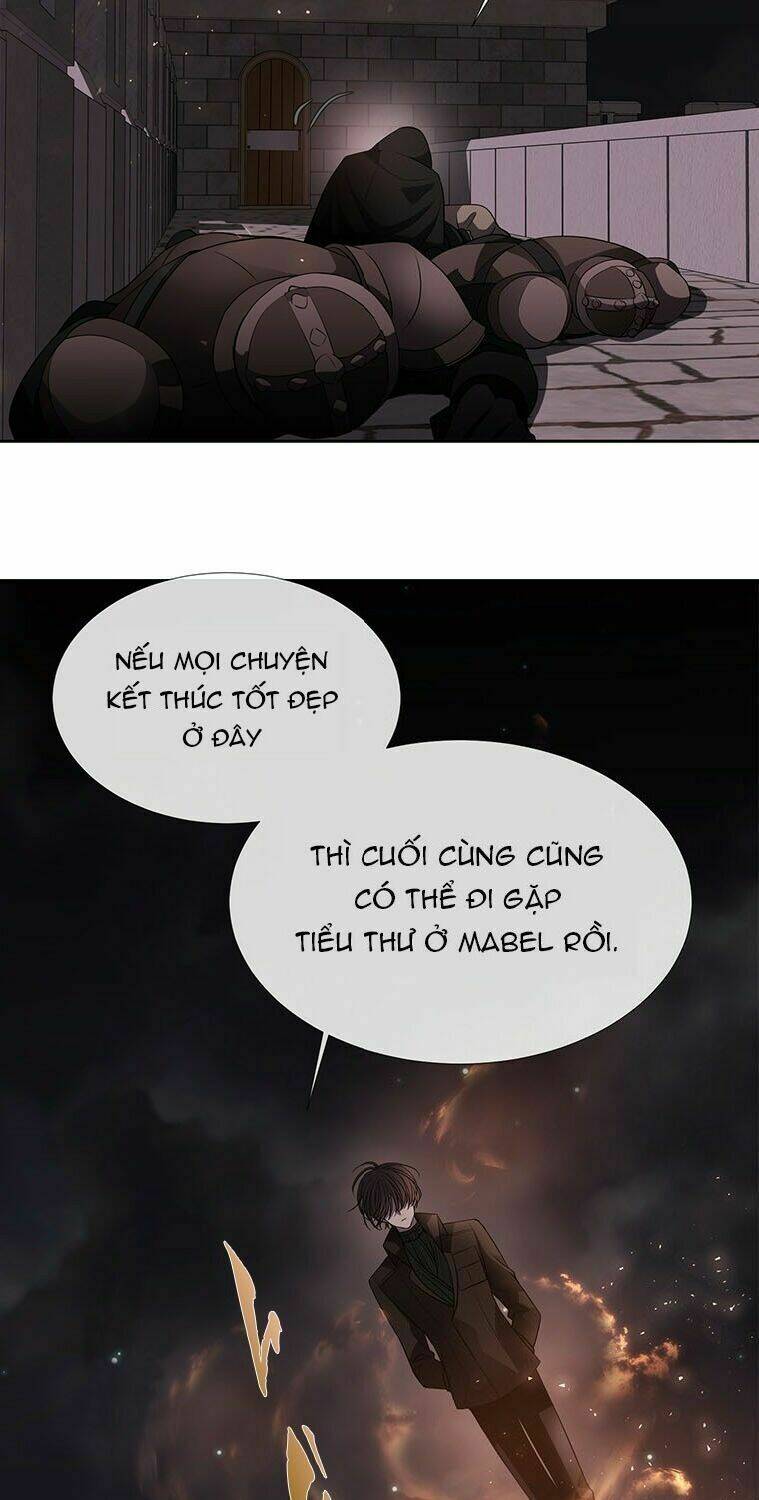 NẾU MỌI CHUYỆN
KẾT THÚC TỐT ĐẸP
Ở ĐÂY
THÌ CUỐI CÙNG CŨNG
CÓ THỂ ĐI GẶP
TIỂU THƯ Ở MABEL RỒI.